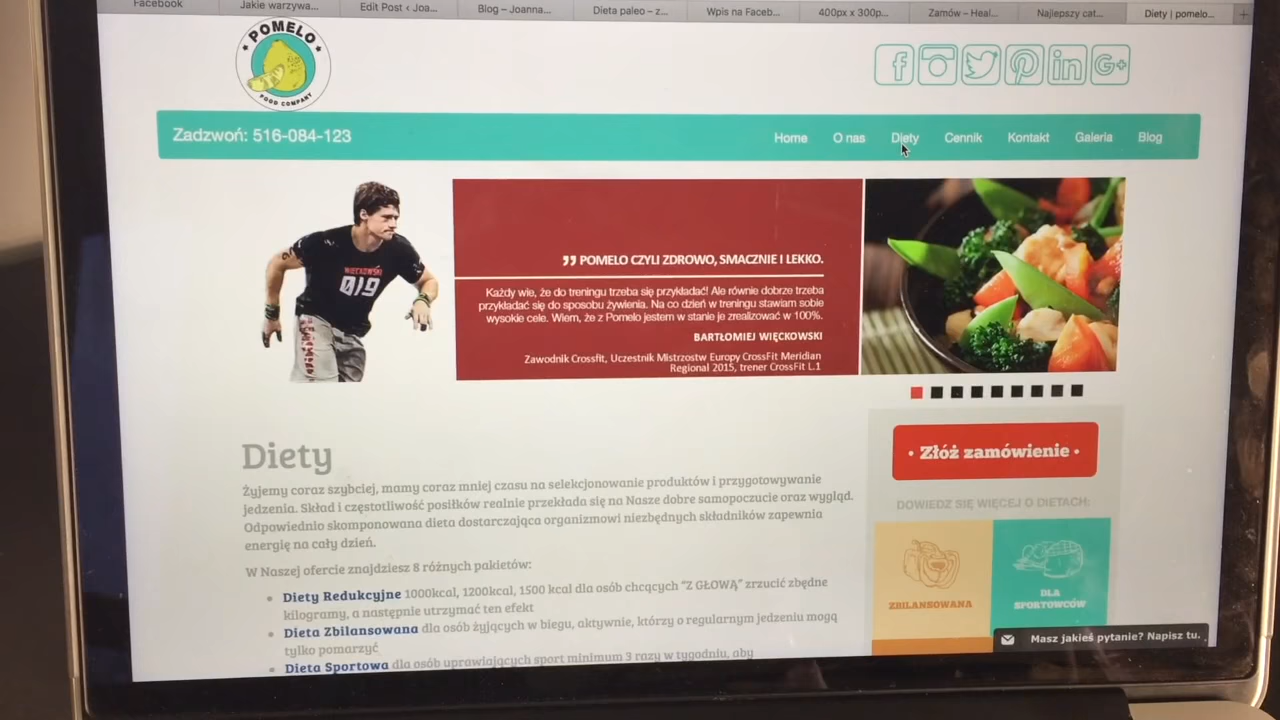 Facebook
Jakie warzywa...
Edit Post ‹ Joa...
Blog – Joanna...
Dieta paleo – z...
Wpis na Faceb...
400px x 300p...
Zamów – Heal...
Najlepszy cat...
Diety | pomelo...
POMELO
FOOD COMPANY
Zadzwoń: 516-084-123
Home
O nas
Diety
Cennik
Kontakt
Galeria
Blog
WIĘCKOWSKI
019
POMELO CZYLI ZDROWO, SMACZNIE I LEKKO.
Każdy wie, że do treningu trzeba się przykładać! Ale równie dobrze trzeba
przykładać się do sposobu żywienia. Na co dzień w treningu stawiam sobie
wysokie cele. Wiem, że z Pomelo jestem w stanie je zrealizować w 100%.
BARTŁOMIEJ WIĘCKOWSKI
Zawodnik Crossfit, Uczestnik Mistrzostw Europy CrossFit Meridian
Regional 2015, trener CrossFit L.1
Diety
Żyjemy coraz szybciej, mamy coraz mniej czasu na selekcjonowanie produktów i przygotowywanie
jedzenia. Skład i częstotliwość posiłków realnie przekłada się na Nasze dobre samopoczucie oraz wygląd.
Odpowiednio skomponowana dieta dostarczająca organizmowi niezbędnych składników zapewnia
energię na cały dzień.
W Naszej ofercie znajdziesz 8 różnych pakietów:
Diety Redukcyjne 1000kcal, 1200kcal, 1500 kcal dla osób chcących "Z GŁOWĄ" zrzucić zbędne
kilogramy, a następnie utrzymać ten efekt
Dieta Zbilansowana dla osób żyjących w biegu, aktywnie, którzy o regularnym jedzeniu mogą
tylko pomarzyć
Dieta Sportowa dla osób uprawiających sport minimum 3 razy w tygodniu, aby
• Złóż zamówienie •
DOWIEDZ SIĘ WIĘCEJ O DIETACH:
ZBILANSOWANA
DLA
SPORTOWCÓW
Masz jakieś pytanie? Napisz tu.